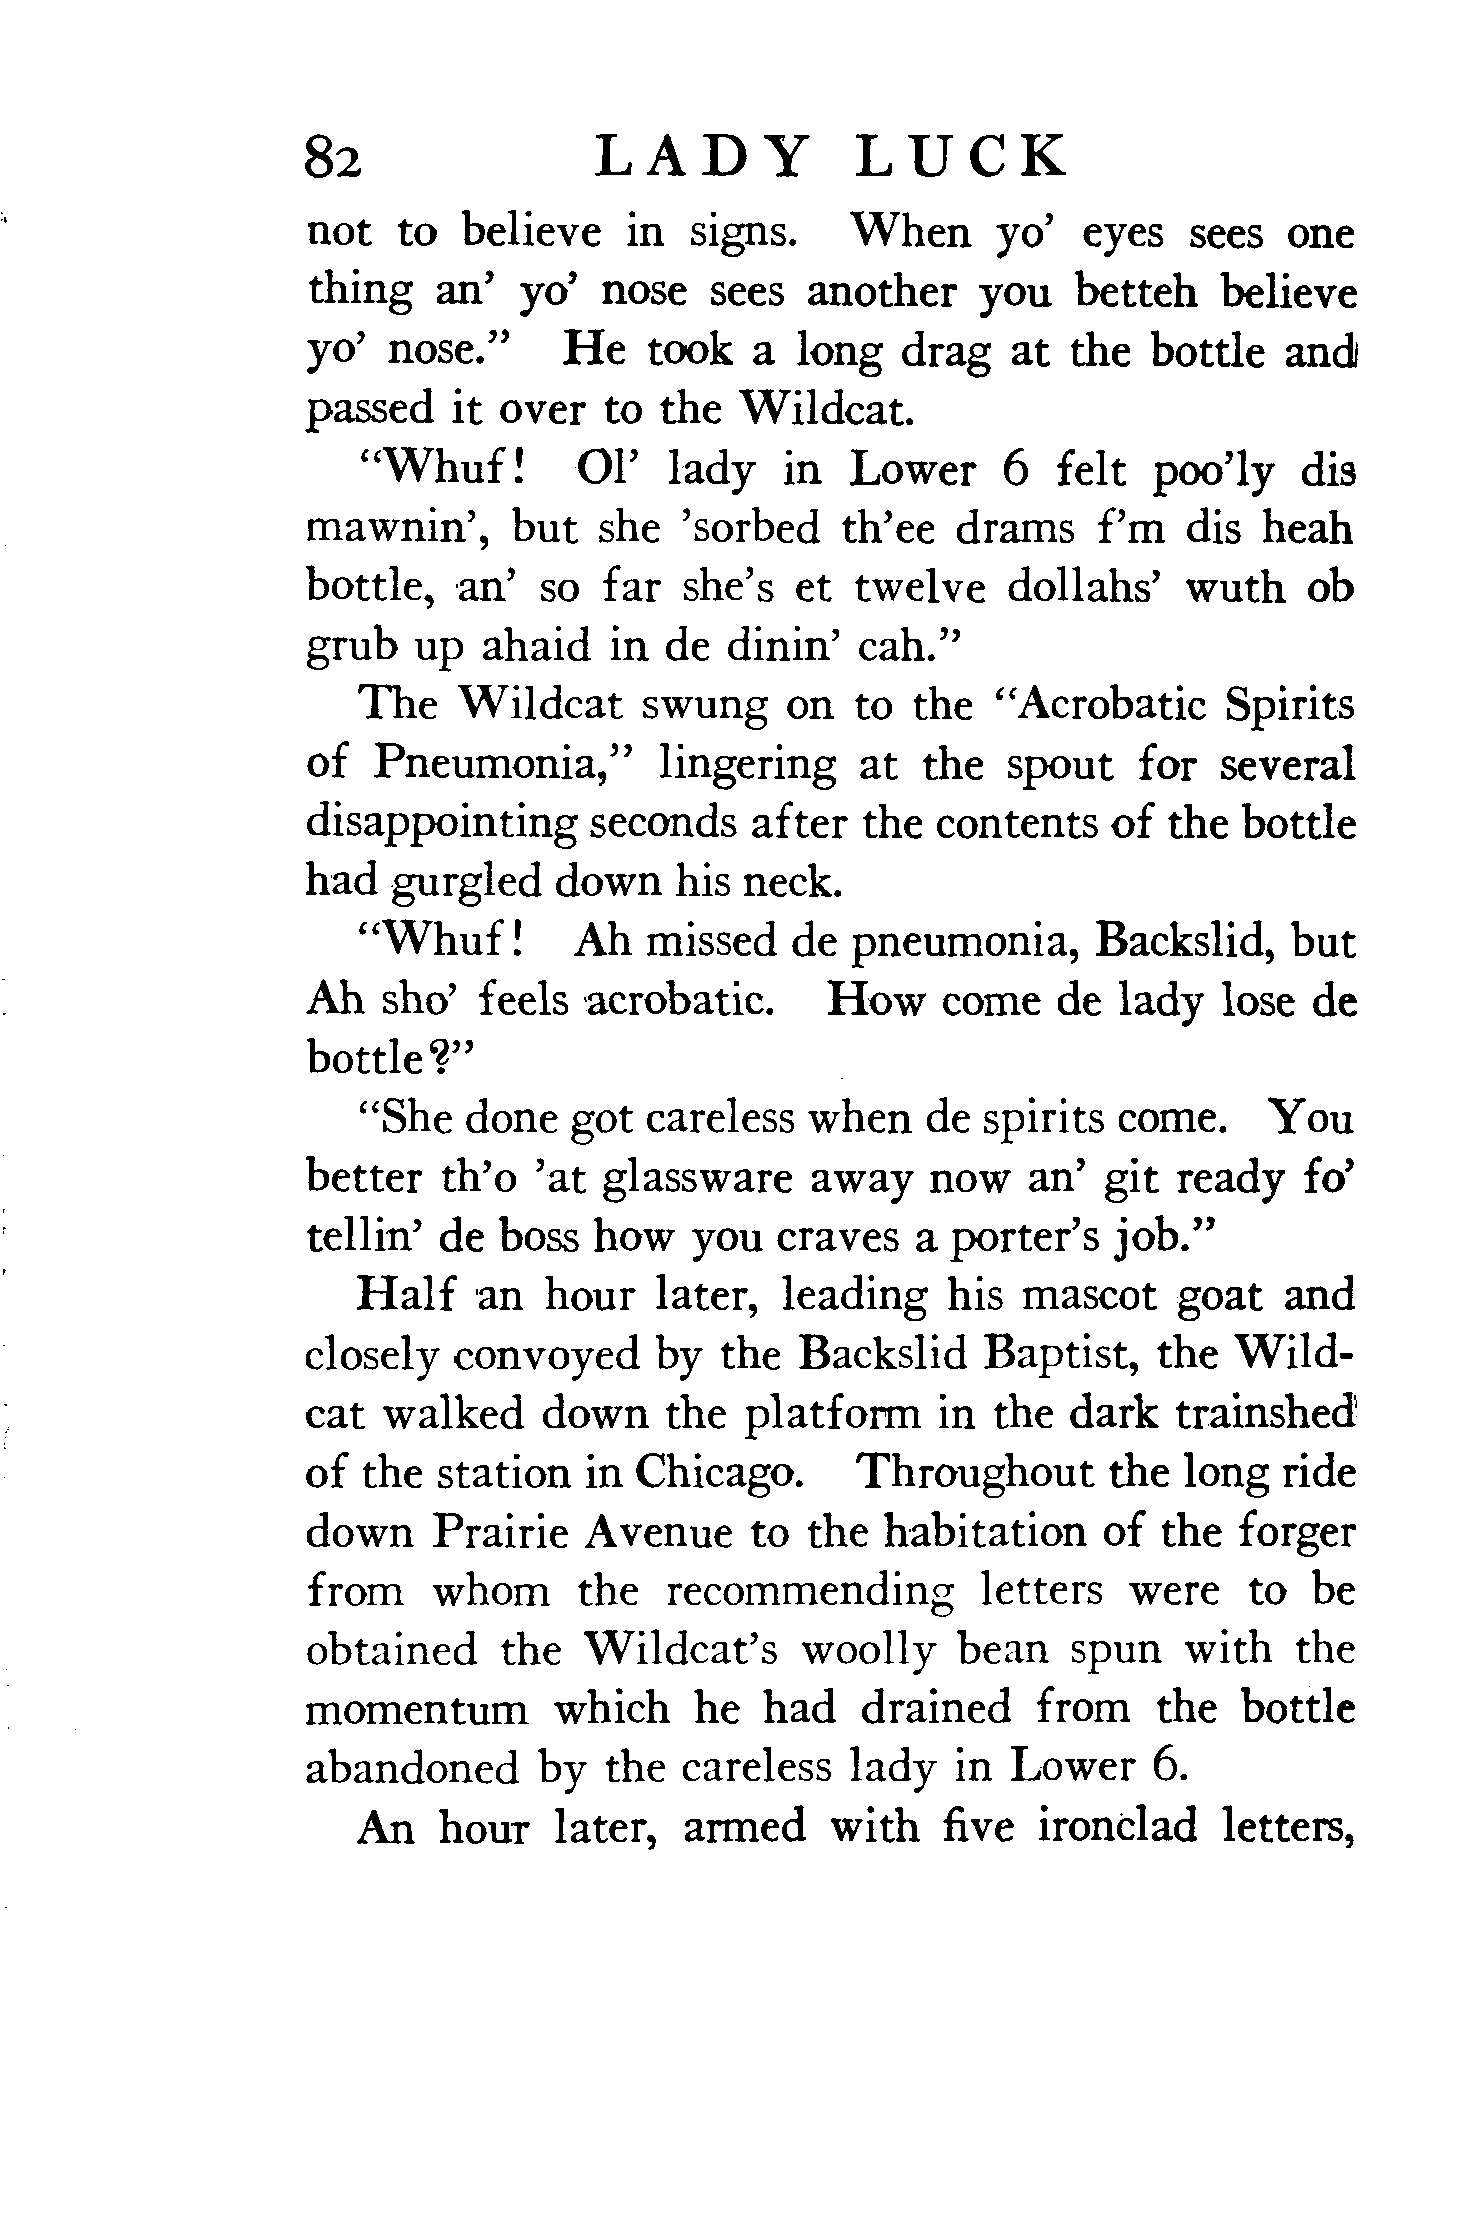 82 LADY LUCK
not to believe in signs. When yo’ eyes sees one
thing an’ yo’ nose sees another you betteh believe
yo’ nose.” He took a long drag at the bottle and
passed it over to the Wildcat.
“Whuf! Ol’ lady in Lower 6 felt poo’ly dis
mawnin’, but she ’sorbed th’ee drams f’m dis heah
bottle, an’ so far she’s et twelve dollahs’ wuth ob
grub up ahaid in de dinin’ cah.”
The Wildcat swung on to the “Acrobatic Spirits
of Pneumonia,” lingering at the spout for several
disappointing seconds after the contents of the bottle
had gurgled down his neck.
“Whuf! Ah missed de pneumonia, Backslid, but
Ah sho’ feels acrobatic. How come de lady lose de
bottle?”
“She done got careless when de spirits come. You
better th’o ’at glassware away now an’ git ready fo’
tellin’ de boss how you craves a porter’s job.”
Half an hour later, leading his mascot goat and
closely convoyed by the Backslid Baptist, the Wild-
cat walked down the platform in the dark trainshed
of the station in Chicago. Throughout the long ride
down Prairie Avenue to the habitation of the forger
from whom the recommending letters were to be
obtained the Wildcat’s woolly bean spun with the
momentum which he had drained from the bottle
abandoned by the careless lady in Lower 6.
An hour later, armed with five ironclad letters,